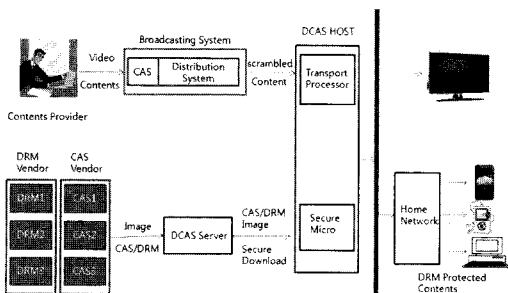 Broadcasting System
DCAS HOST
Video
Contents
CAS
Distribution
System
scrambled
Content
Transport
Processor
Contents Provider
DRM
Vendor
CAS
Vendor
DRM1
CAS1
DRM2
CAS2
DRM3
CAS3
Image
CAS/DRM
DCAS Server
CAS/DRM
Image
Secure
Download
Secure
Micro
Home
Network
DRM Protected
Contents